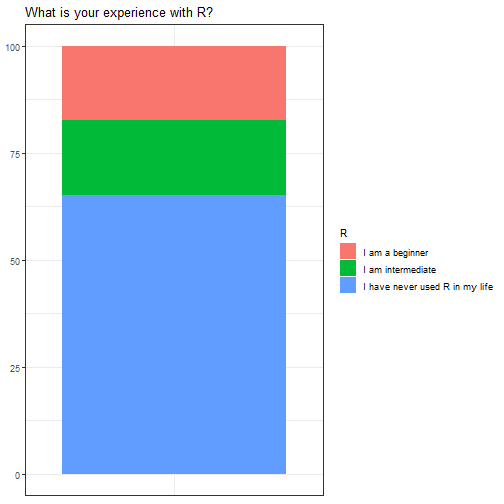 What is your experience with R?
100
75
50
25
0
R
I am a beginner
I am intermediate
I have never used R in my life